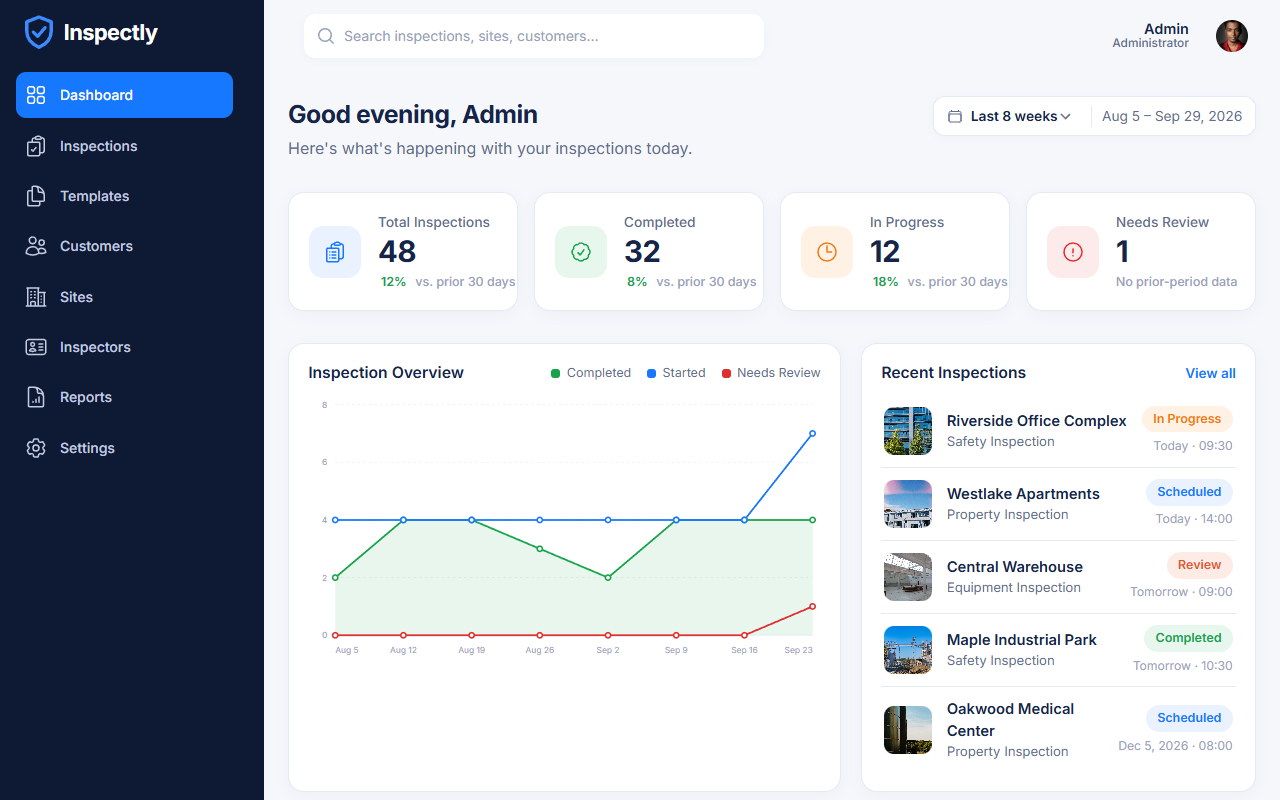 Inspectly
Dashboard
Inspections
Templates
Customers
Sites
Inspectors
Reports
Settings
Search inspections, sites, customers...
Admin
Administrator
Good evening, Admin
Here's what's happening with your inspections today.
Last 8 weeks
Aug 5 – Sep 29, 2026
Total Inspections
48
12% vs. prior 30 days
Completed
32
8% vs. prior 30 days
In Progress
12
18% vs. prior 30 days
Needs Review
1
No prior-period data
Inspection Overview
Completed
Started
Needs Review
8
6
4
2
0
Aug 5
Aug 12
Aug 19
Aug 26
Sep 2
Sep 9
Sep 16
Sep 23
Recent Inspections
View all
Riverside Office Complex
Safety Inspection
In Progress
Today · 09:30
Westlake Apartments
Property Inspection
Scheduled
Today · 14:00
Central Warehouse
Equipment Inspection
Review
Tomorrow · 09:00
Maple Industrial Park
Safety Inspection
Completed
Tomorrow · 10:30
Oakwood Medical
Center
Property Inspection
Scheduled
Dec 5, 2026 · 08:00